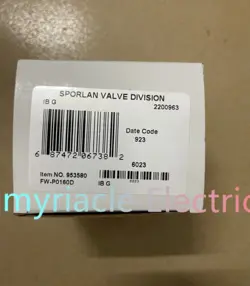 SPORLAN VALVE DIVISION
IB G
2200963
Date Code
923
6 87472 06738 2
6023
Item NO. 953590
FW-P0160D
IB G
myriacle Electric